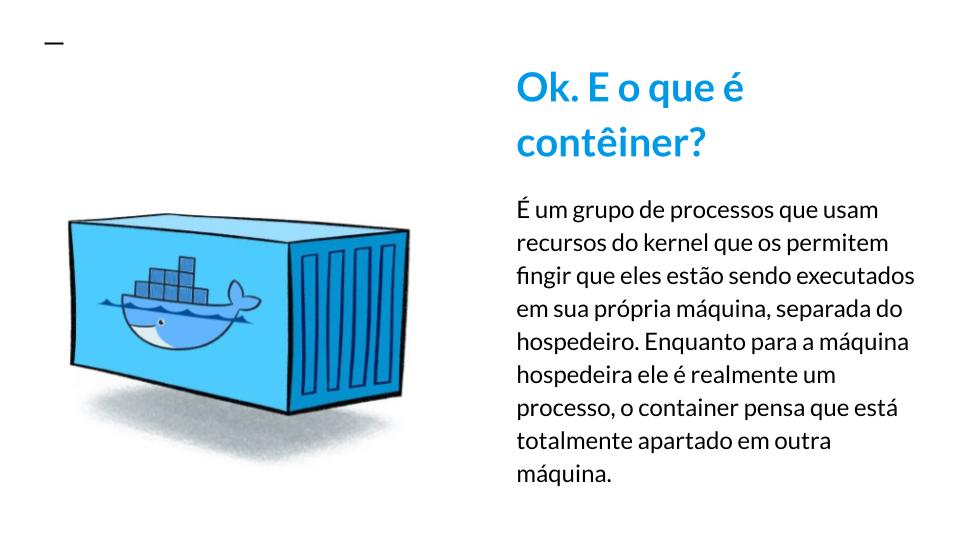 Ok. E o que é
contêiner?
É um grupo de processos que usam
recursos do kernel que os permitem
fingir que eles estão sendo executados
em sua própria máquina, separada do
hospedeiro. Enquanto para a máquina
hospedeira ele é realmente um
processo, o container pensa que está
totalmente apartado em outra
máquina.